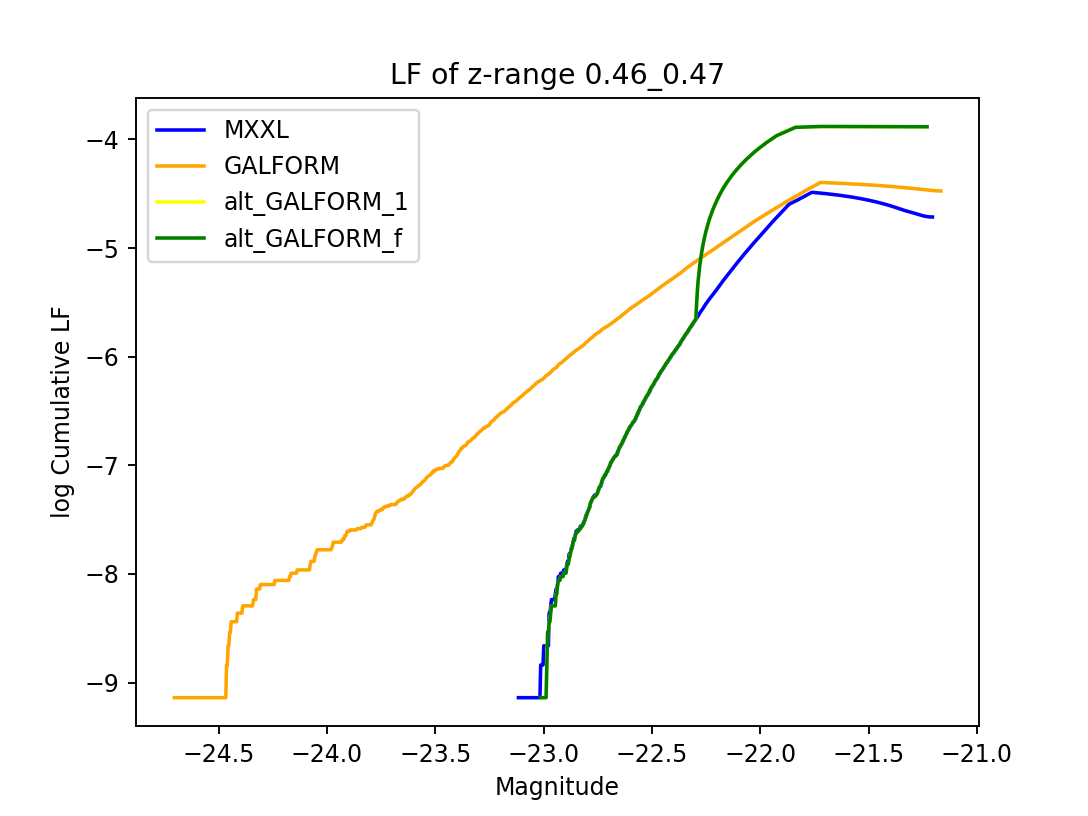 LF of z-range 0.46_0.47
MXXL
GALFORM
alt_GALFORM_1
alt_GALFORM_f
log Cumulative LF
−4
−5
−6
−7
−8
−9
−24.5 −24.0 −23.5 −23.0 −22.5 −22.0 −21.5 −21.0
Magnitude